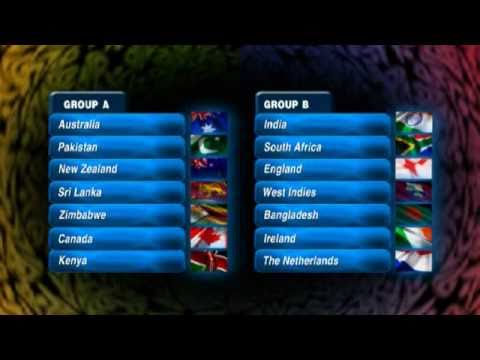 GROUP A
Australia
Pakistan
New Zealand
Sri Lanka
Zimbabwe
Canada
Kenya
GROUP B
India
South Africa
England
West Indies
Bangladesh
Ireland
The Netherlands